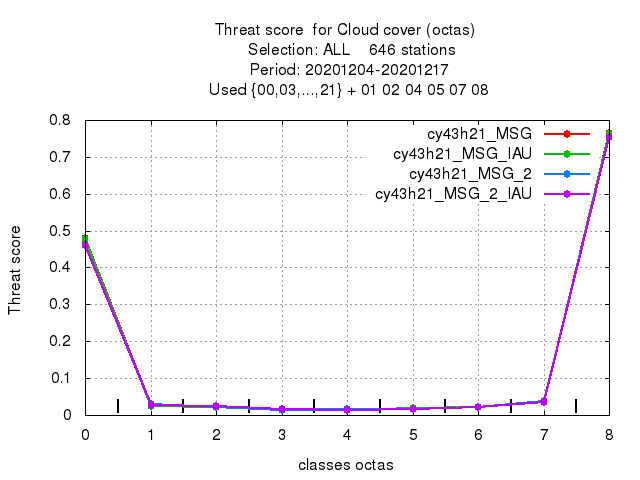 Threat score  for Cloud cover (octas)
Selection: ALL    646 stations
Period: 20201204-20201217
Used {00,03,...,21} + 01 02 04 05 07 08
cy43h21_MSG
cy43h21_MSG_IAU
cy43h21_MSG_2
cy43h21_MSG_2_IAU
Threat score
0.8
0.7
0.6
0.5
0.4
0.3
0.2
0.1
0
0 1 2 3 4 5 6 7 8
classes octas